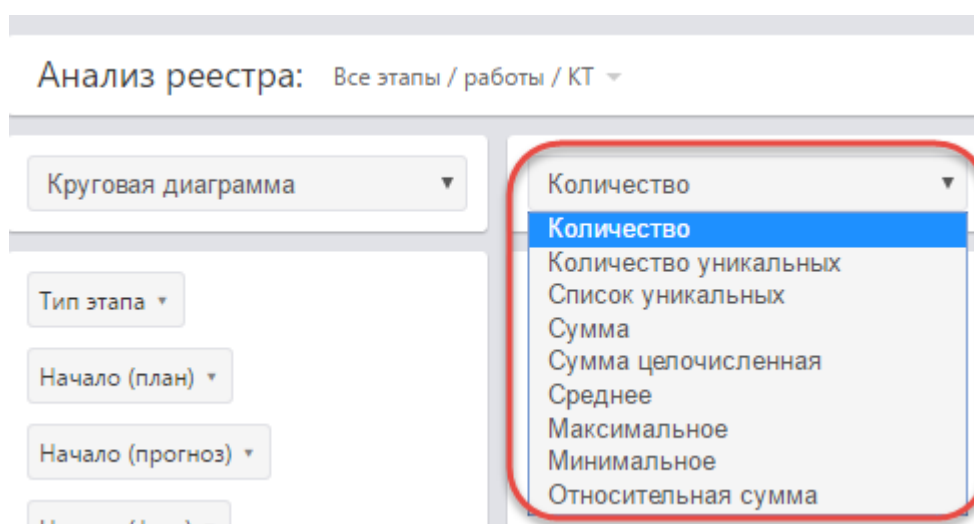 Анализ реестра: Все этапы / работы / КТ
Круговая диаграмма
Количество
Количество
Количество уникальных
Список уникальных
Сумма
Сумма целочисленная
Среднее
Максимальное
Минимальное
Относительная сумма
Тип этапа
Начало (план)
Начало (прогноз)